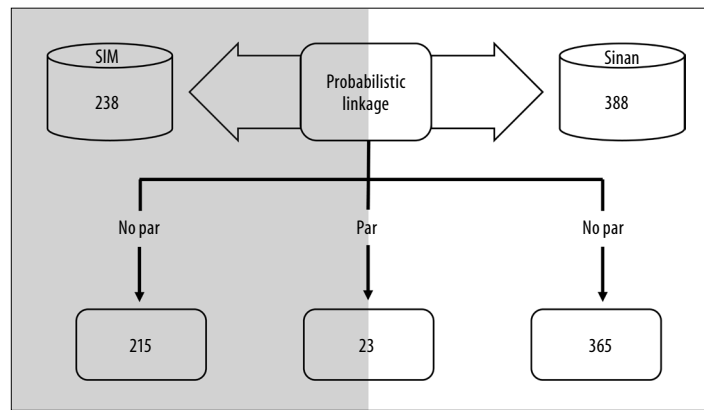 SIM
238
Probabilistic
linkage
Sinan
388
No par
Par
No par
215
23
365